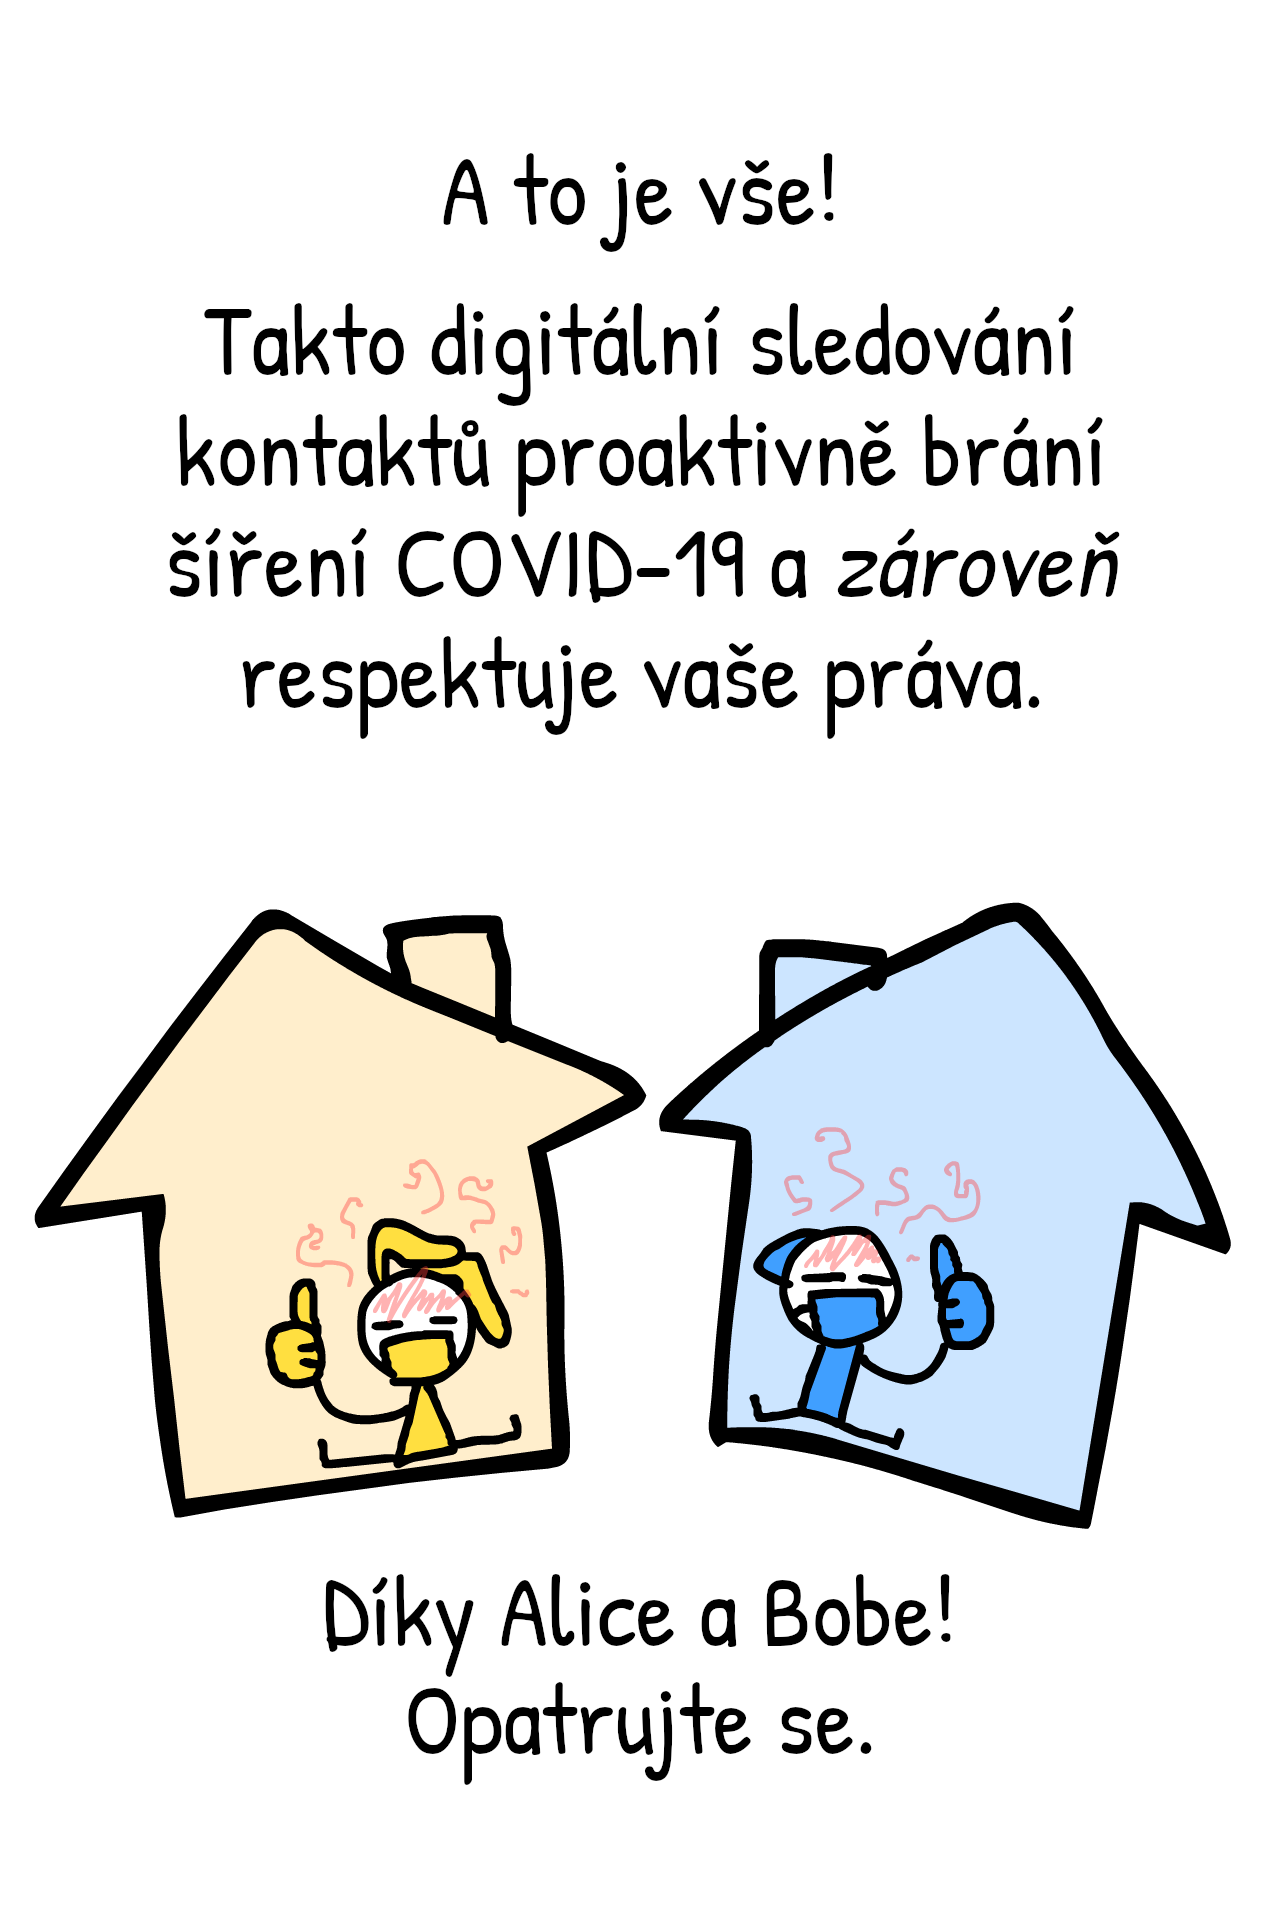 A to je vše!
Takto digitální sledování
kontaktů proaktivně brání
šíření COVID-19 a zároveň
respektuje vaše práva.
Díky Alice a Bobe!
Opatrujte se.